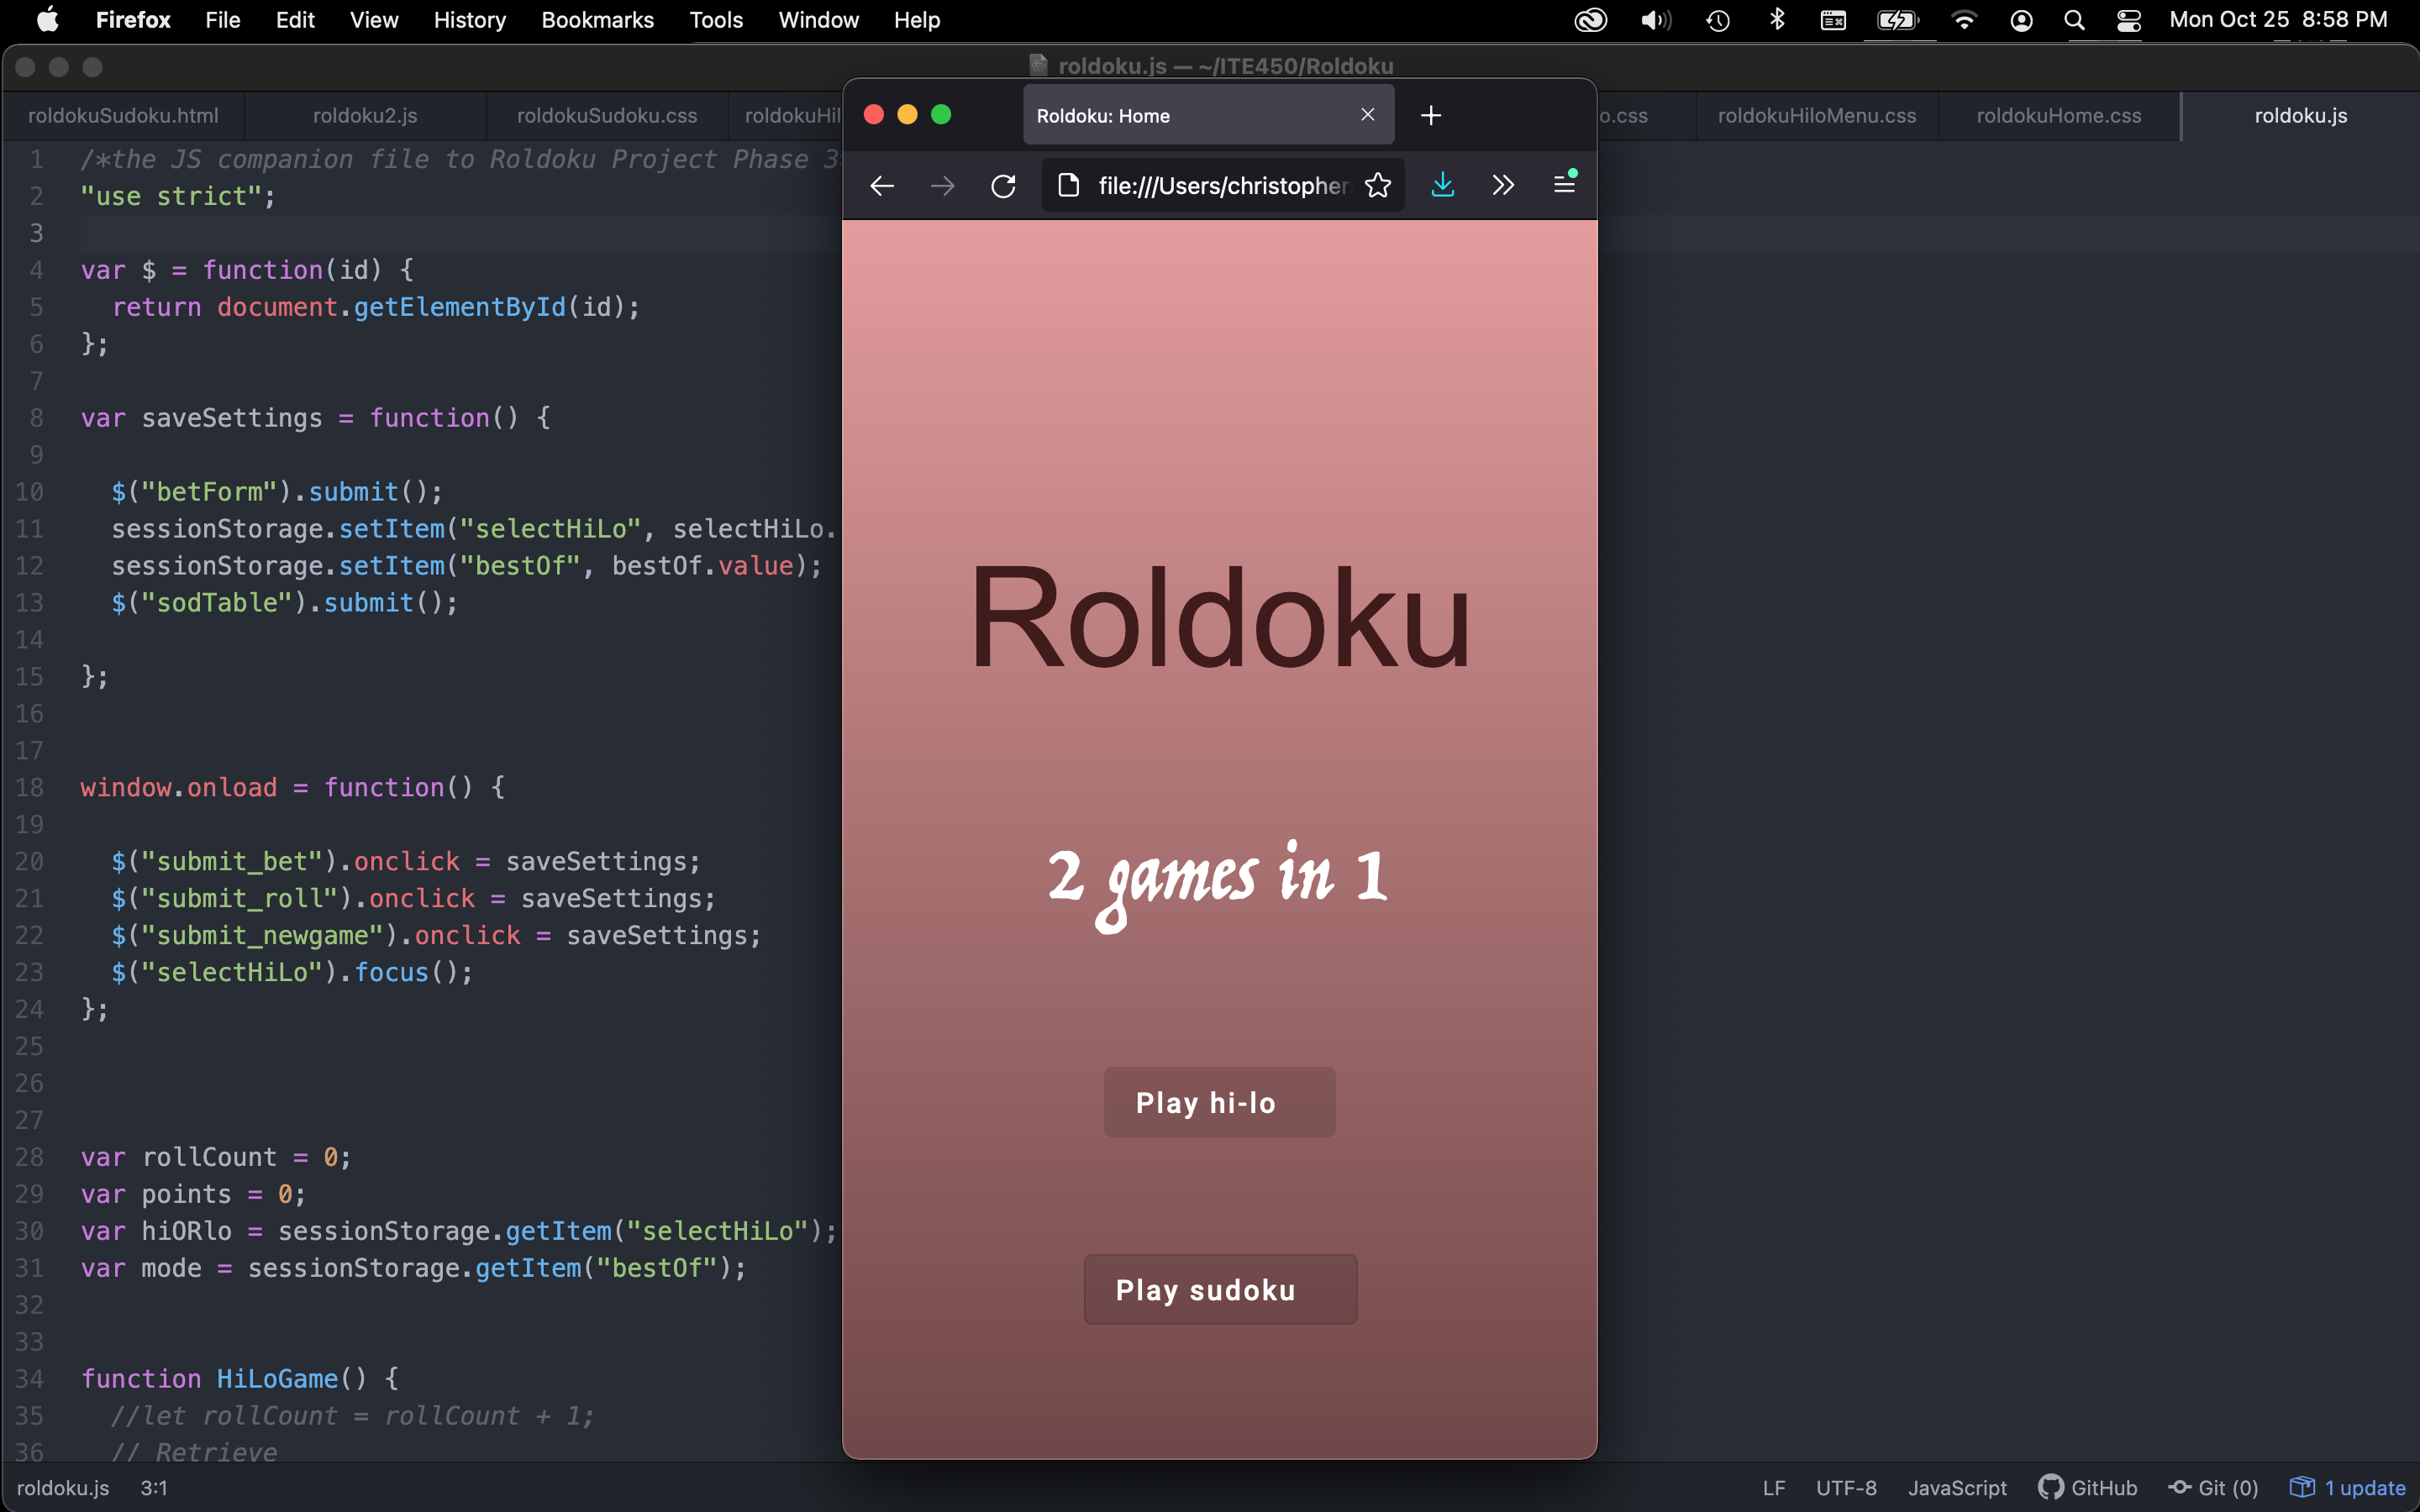 Firefox File Edit View History Bookmarks Tools Window Help Mon Oct 25 8:58 PM
roldoku.js — ~/ITE450/Roldoku
roldokuSudoku.html roldoku2.js roldokuSudoku.css roldokuHil o.css roldokuHiloMenu.css roldokuHome.css roldoku.js
Roldoku: Home
file:///Users/christopher
1 /*the JS companion file to Roldoku Project Phase 3
2 "use strict";
3
4 var $ = function(id) {
5 return document.getElementById(id);
6 };
7
8 var saveSettings = function() {
9
10 $("betForm").submit();
11 sessionStorage.setItem("selectHiLo", selectHiLo.
12 sessionStorage.setItem("bestOf", bestOf.value);
13 $("sodTable").submit();
14
15 };
16
17
18 window.onload = function() {
19
20 $("submit_bet").onclick = saveSettings;
21 $("submit_roll").onclick = saveSettings;
22 $("submit_newgame").onclick = saveSettings;
23 $("selectHiLo").focus();
24 };
25
26
27
28 var rollCount = 0;
29 var points = 0;
30 var hiORlo = sessionStorage.getItem("selectHiLo");
31 var mode = sessionStorage.getItem("bestOf");
32
33
34 function HiLoGame() {
35 //let rollCount = rollCount + 1;
36 // Retrieve
Roldoku
2 games in 1
Play hi-lo
Play sudoku
roldoku.js 3:1 LF UTF-8 JavaScript GitHub Git (0) 1 update